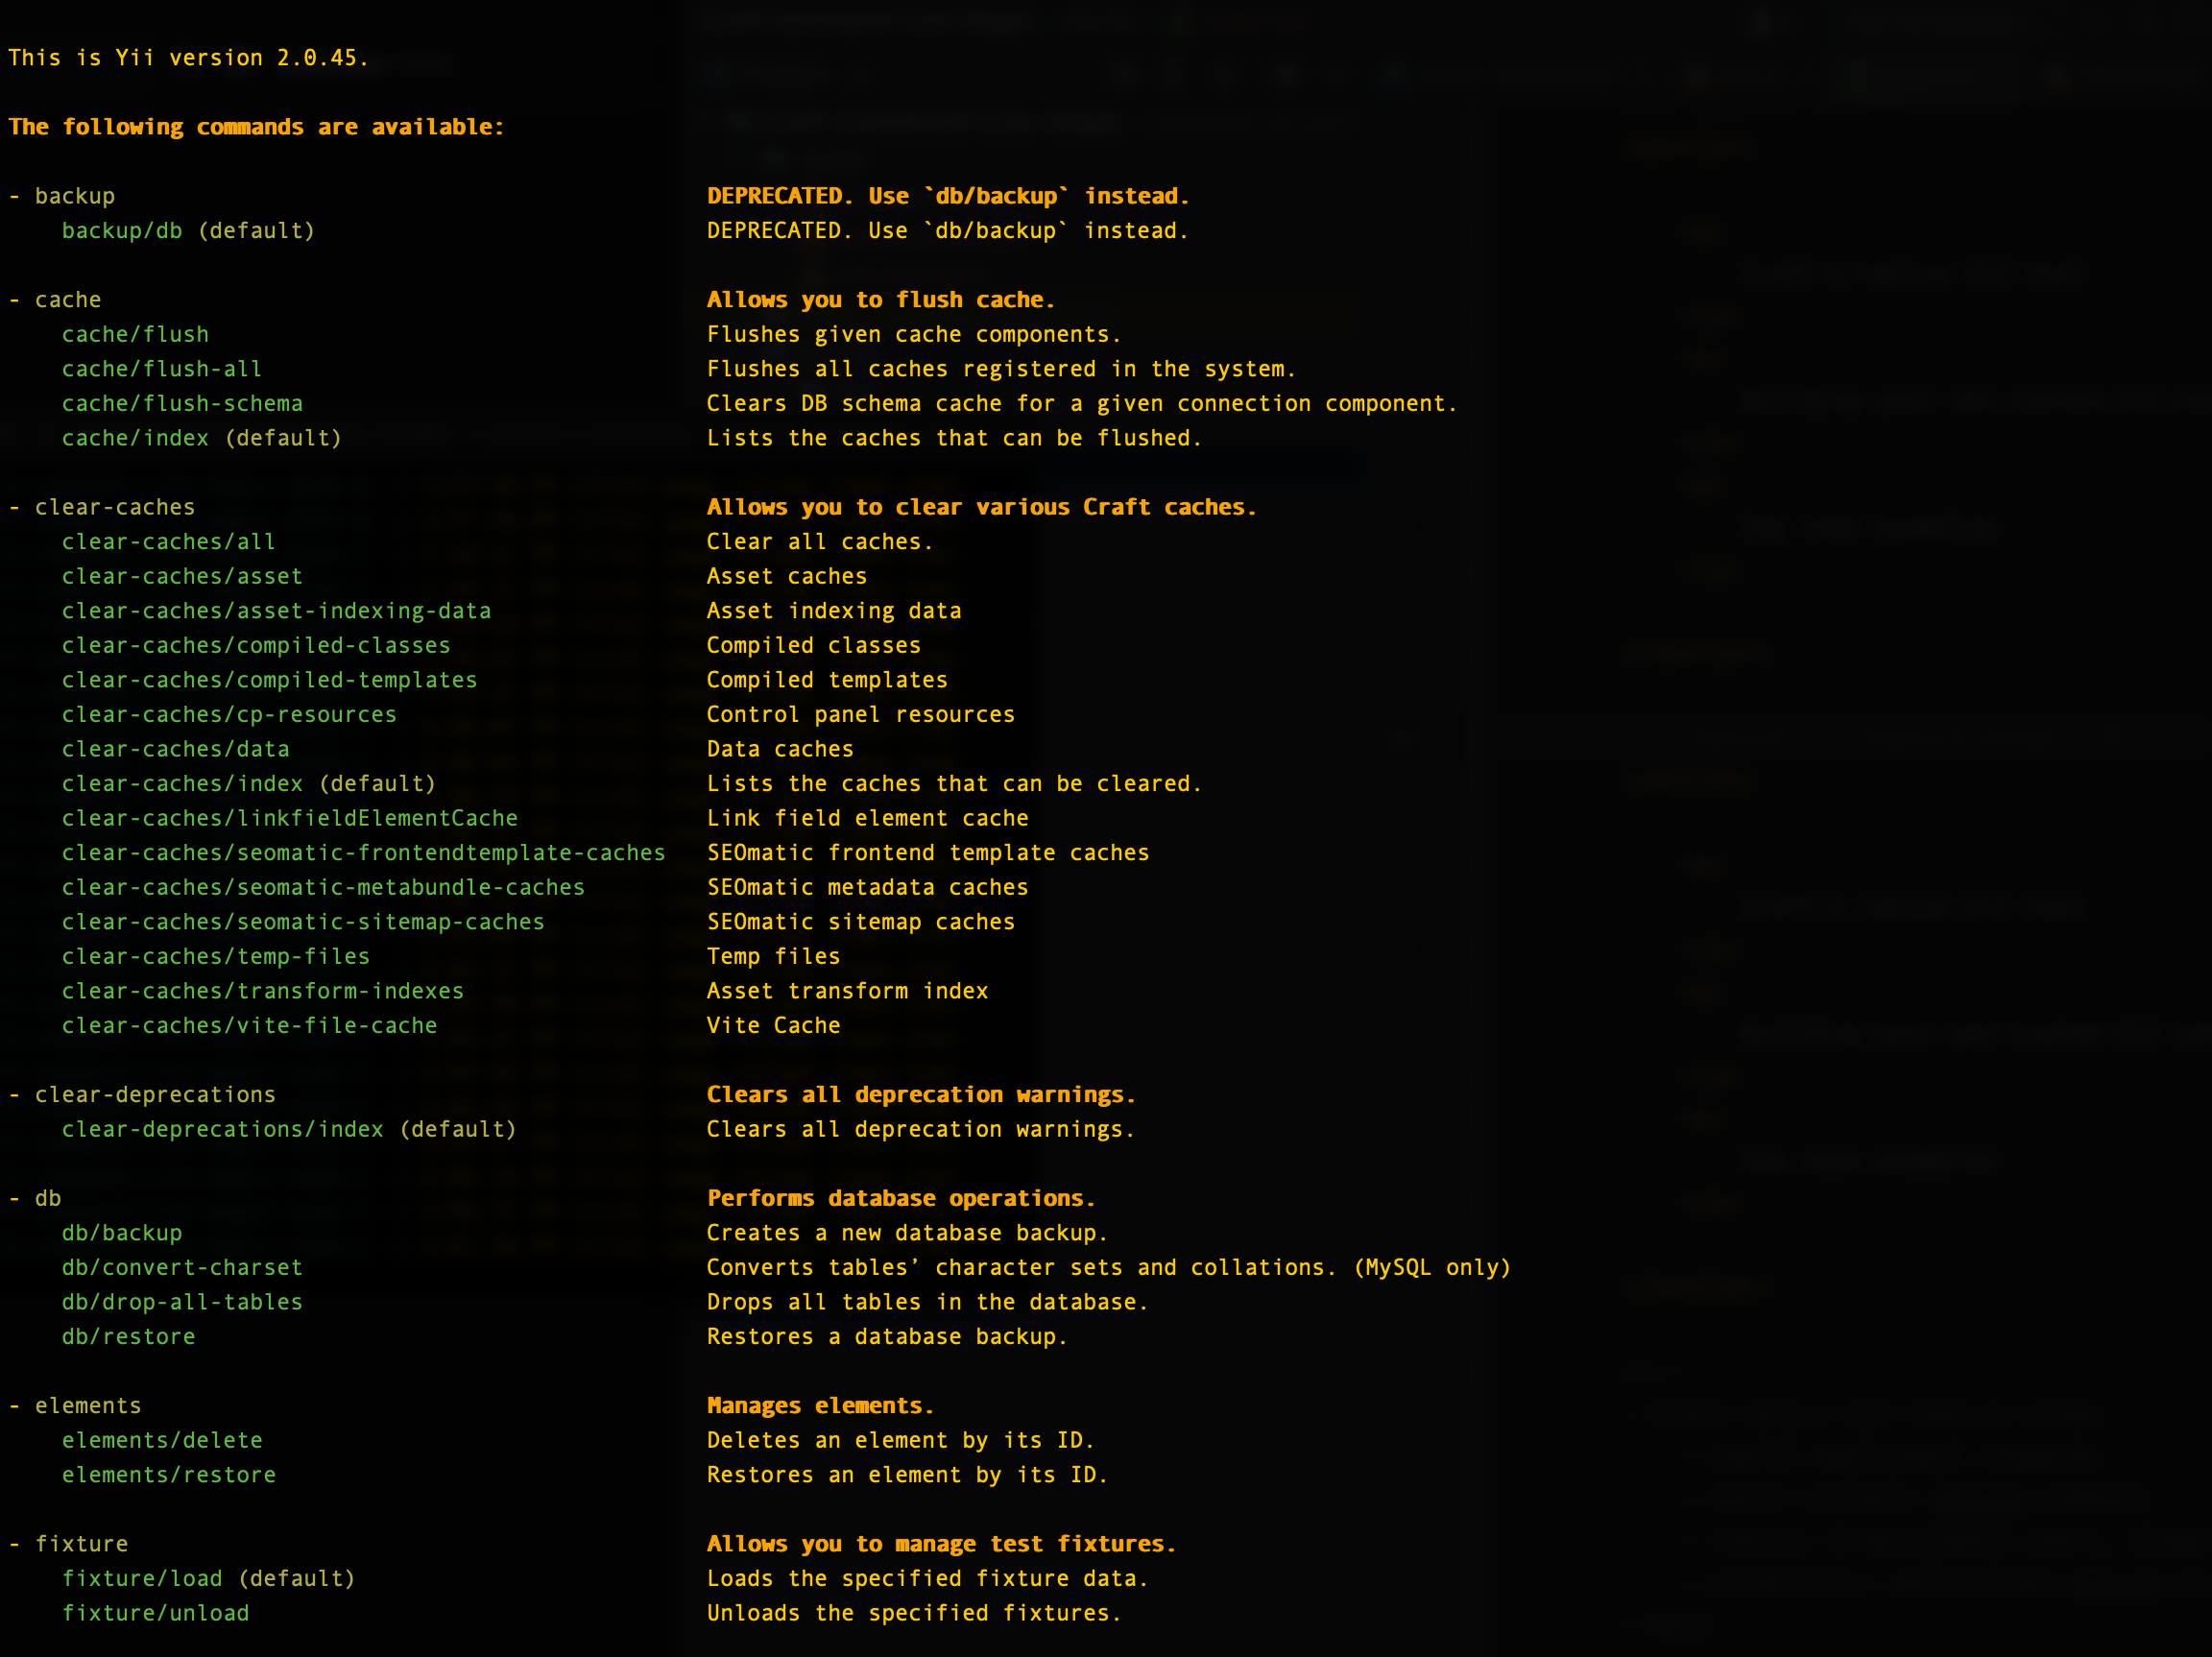 This is Yii version 2.0.45.
The following commands are available:
- backup DEPRECATED. Use `db/backup` instead.
backup/db (default) DEPRECATED. Use `db/backup` instead.
- cache Allows you to flush cache.
cache/flush Flushes given cache components.
cache/flush-all Flushes all caches registered in the system.
cache/flush-schema Clears DB schema cache for a given connection component.
cache/index (default) Lists the caches that can be flushed.
- clear-caches Allows you to clear various Craft caches.
clear-caches/all Clear all caches.
clear-caches/asset Asset caches
clear-caches/asset-indexing-data Asset indexing data
clear-caches/compiled-classes Compiled classes
clear-caches/compiled-templates Compiled templates
clear-caches/cp-resources Control panel resources
clear-caches/data Data caches
clear-caches/index (default) Lists the caches that can be cleared.
clear-caches/linkfieldElementCache Link field element cache
clear-caches/seomatic-frontendtemplate-caches SEOmatic frontend template caches
clear-caches/seomatic-metabundle-caches SEOmatic metadata caches
clear-caches/seomatic-sitemap-caches SEOmatic sitemap caches
clear-caches/temp-files Temp files
clear-caches/transform-indexes Asset transform index
clear-caches/vite-file-cache Vite Cache
- clear-deprecations Clears all deprecation warnings.
clear-deprecations/index (default) Clears all deprecation warnings.
- db Performs database operations.
db/backup Creates a new database backup.
db/convert-charset Converts tables’ character sets and collations. (MySQL only)
db/drop-all-tables Drops all tables in the database.
db/restore Restores a database backup.
- elements Manages elements.
elements/delete Deletes an element by its ID.
elements/restore Restores an element by its ID.
- fixture Allows you to manage test fixtures.
fixture/load (default) Loads the specified fixture data.
fixture/unload Unloads the specified fixtures.